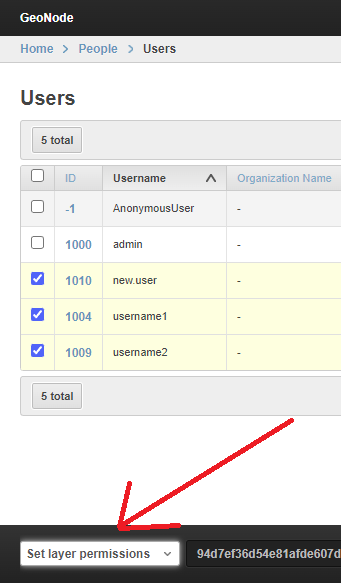 GeoNode
Home > People > Users
Users
5 total
ID Username Organization Name
-1 AnonymousUser -
1000 admin -
1010 new.user -
1004 username1 -
1009 username2 -
5 total
Set layer permissions 94d7ef36d54e81afde607d